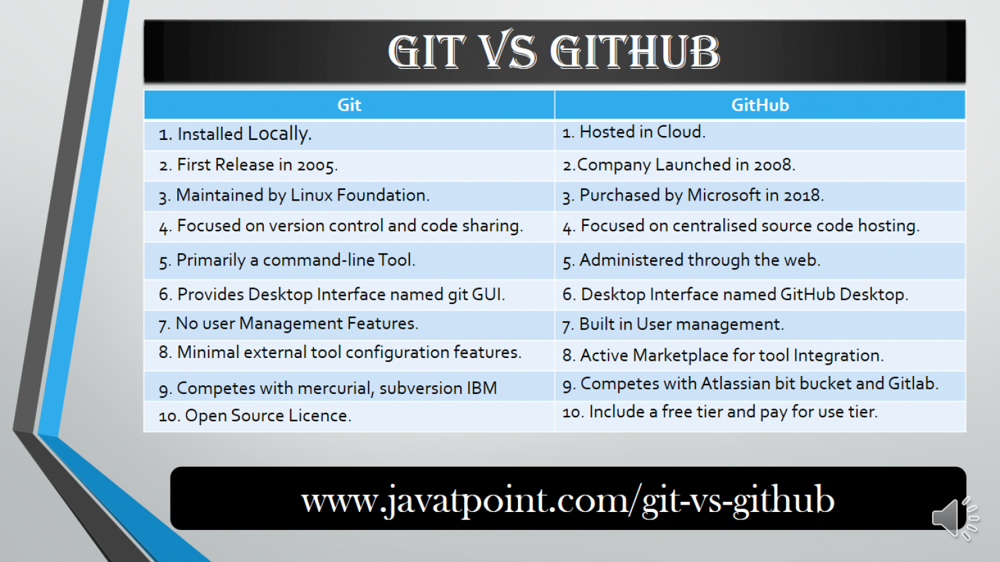 GIT VS GITHUB
Git
GitHub
1. Installed Locally.
1. Hosted in Cloud.
2. First Release in 2005.
2.Company Launched in 2008.
3. Maintained by Linux Foundation.
3. Purchased by Microsoft in 2018.
4. Focused on version control and code sharing.
4. Focused on centralised source code hosting.
5. Primarily a command-line Tool.
5. Administered through the web.
6. Provides Desktop Interface named git GUI.
6. Desktop Interface named GitHub Desktop.
7. No user Management Features.
7. Built in User management.
8. Minimal external tool configuration features.
8. Active Marketplace for tool Integration.
9. Competes with mercurial, subversion IBM
9. Competes with Atlassian bit bucket and Gitlab.
10. Open Source Licence.
10. Include a free tier and pay for use tier.
www.javatpoint.com/git-vs-github